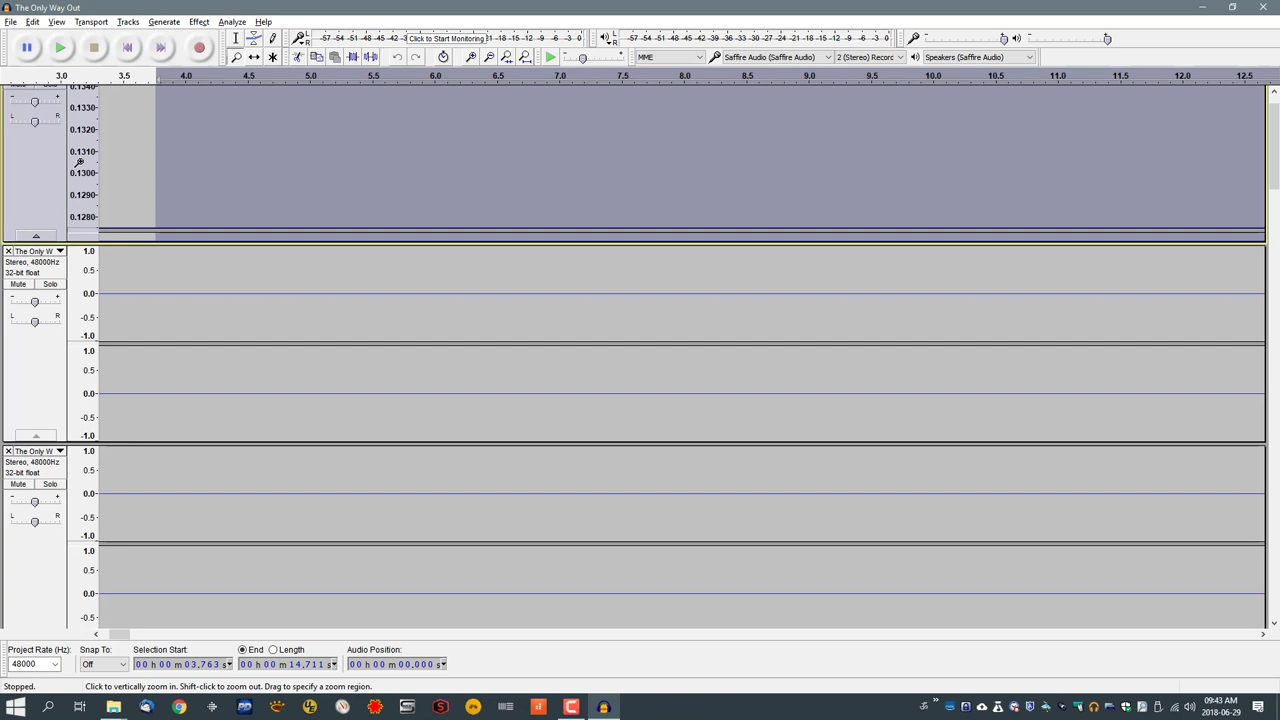 The Only Way Out
File Edit View Transport Tracks Generate Effect Analyze Help
L R -57 -54 -51 -48 -45 -42 -3 Click to Start Monitoring -18 -15 -12 -9 -6 -3 0
L R -57 -54 -51 -48 -45 -42 -39 -36 -33 -30 -27 -24 -21 -18 -15 -12 -9 -6 -3 0
MME Saffire Audio (Saffire Audio) 2 (Stereo) Record Speakers (Saffire Audio)
3.0 3.5 4.0 4.5 5.0 5.5 6.0 6.5 7.0 7.5 8.0 8.5 9.0 9.5 10.0 10.5 11.0 11.5 12.0 12.5
Mute Solo 0.1340
- + 0.1330
L R 0.1320
0.1310
0.1300
0.1290
0.1280
The Only W 1.0
Stereo, 48000Hz
32-bit float 0.5
Mute Solo
- + 0.0
L R -0.5
-1.0
1.0
0.5
0.0
-0.5
-1.0
The Only W 1.0
Stereo, 48000Hz
32-bit float 0.5
Mute Solo
- + 0.0
L R -0.5
-1.0
1.0
0.5
0.0
-0.5
Project Rate (Hz): Snap To: Selection Start: End Length Audio Position:
48000 Off 00 h 00 m 03,763 s 00 h 00 m 14,711 s 00 h 00 m 00,000 s
Stopped. Click to vertically zoom in. Shift-click to zoom out. Drag to specify a zoom region.
09:43 AM
2018-06-29